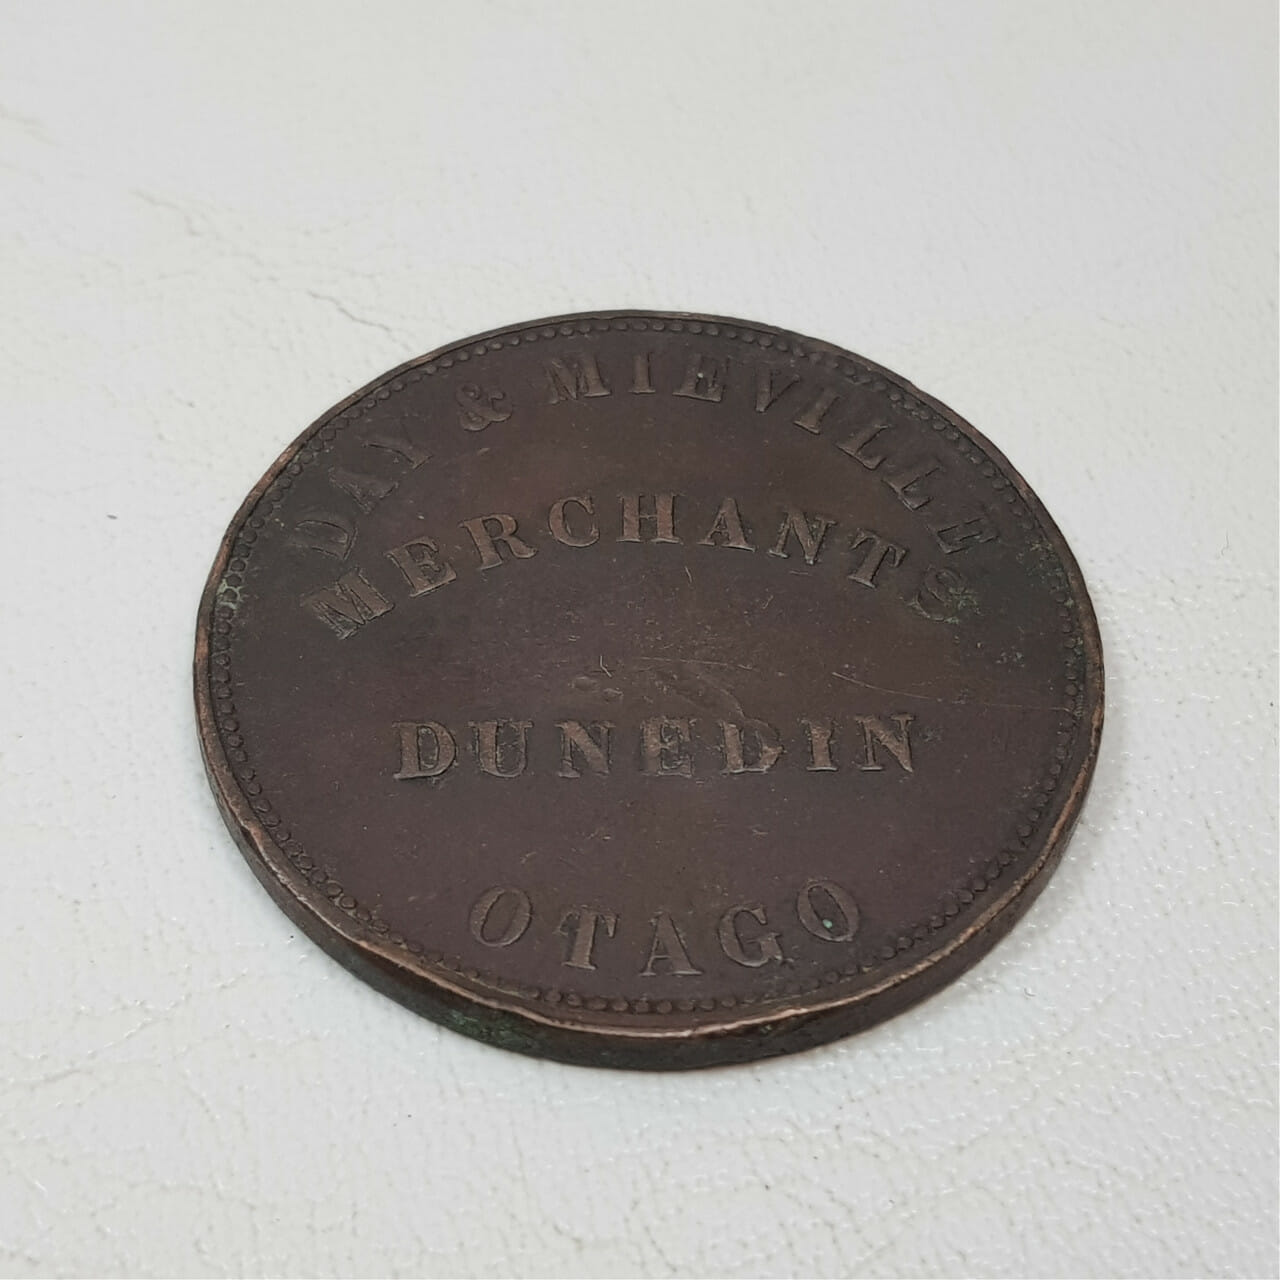 DAY & MIEVILLE
MERCHANTS
DUNEDIN
OTAGO